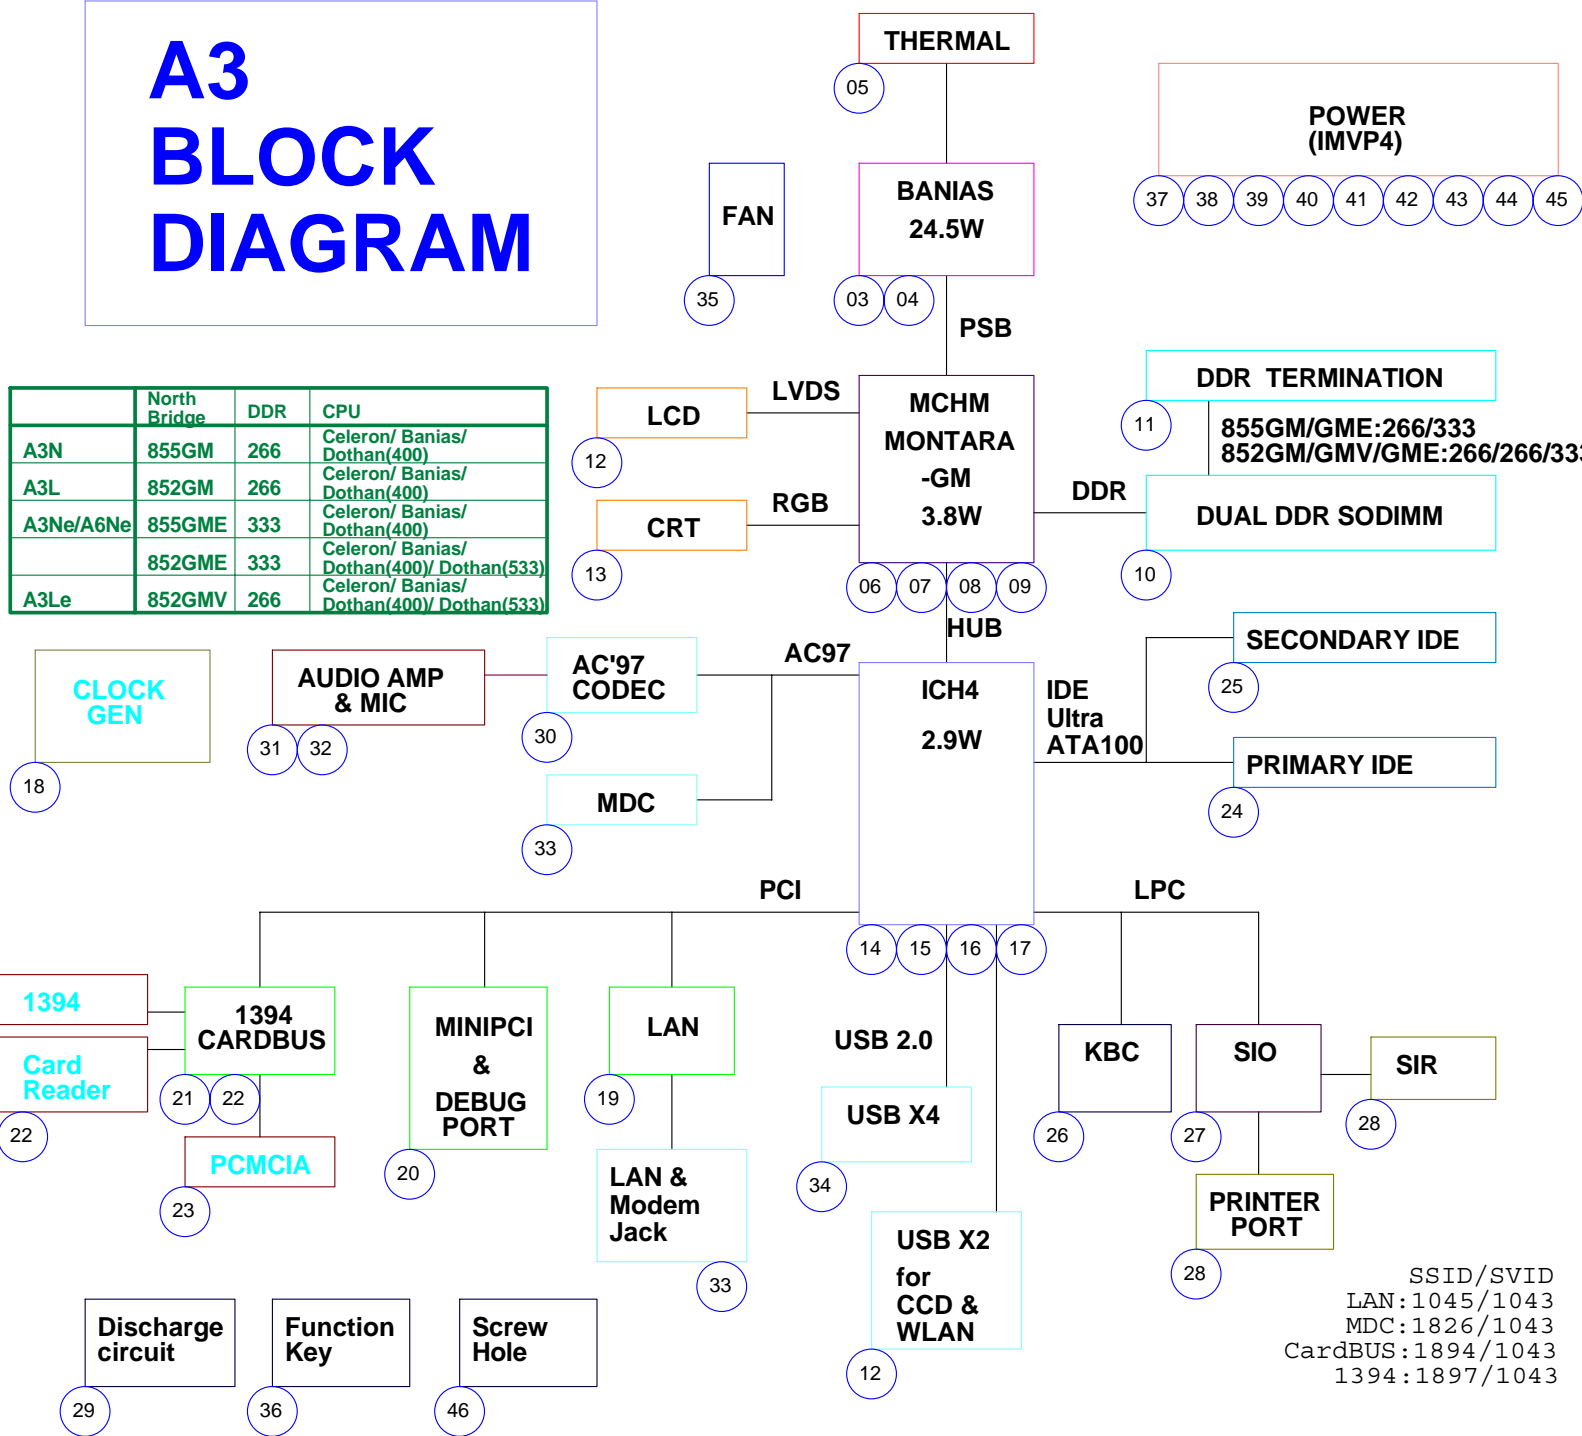 A3
BLOCK
DIAGRAM
THERMAL
05
POWER
(IMVP4)
37 38 39 40 41 42 43 44 45
FAN
35
BANIAS
24.5W
03 04
PSB
North Bridge DDR CPU
A3N 855GM 266 Celeron/ Banias/ Dothan(400)
A3L 852GM 266 Celeron/ Banias/ Dothan(400)
A3Ne/A6Ne 855GME 333 Celeron/ Banias/ Dothan(400)
852GME 333 Celeron/ Banias/ Dothan(400)/ Dothan(533)
A3Le 852GMV 266 Celeron/ Banias/ Dothan(400)/ Dothan(533)
LCD
12
LVDS
CRT
13
RGB
MCHM
MONTARA
-GM
3.8W
06 07 08 09
DDR
DDR TERMINATION
11
855GM/GME:266/333
852GM/GMV/GME:266/266/333
DUAL DDR SODIMM
10
HUB
CLOCK
GEN
18
AUDIO AMP
& MIC
31 32
AC'97
CODEC
30
AC97
MDC
33
ICH4
2.9W
14 15 16 17
IDE
Ultra
ATA100
SECONDARY IDE
25
PRIMARY IDE
24
PCI
LPC
1394
Card
Reader
22
1394
CARDBUS
21 22
PCMCIA
23
MINIPCI
&
DEBUG
PORT
20
LAN
19
LAN &
Modem
Jack
33
USB 2.0
USB X4
34
USB X2
for
CCD &
WLAN
12
KBC
26
SIO
27
SIR
28
PRINTER
PORT
28
Discharge
circuit
29
Function
Key
36
Screw
Hole
46
SSID/SVID
LAN:1045/1043
MDC:1826/1043
CardBUS:1894/1043
1394:1897/1043